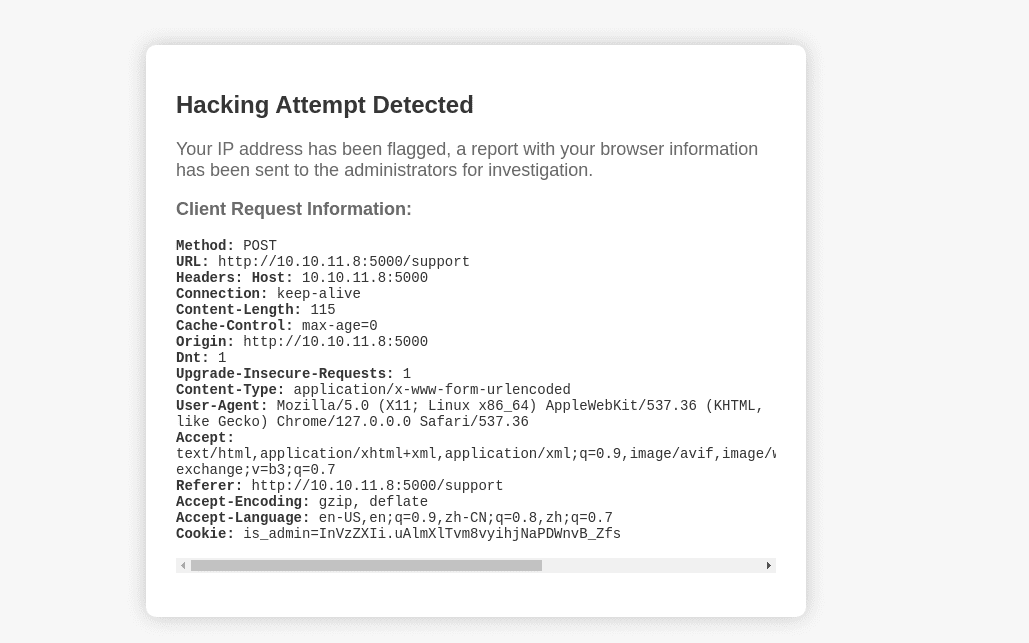 Hacking Attempt Detected
Your IP address has been flagged, a report with your browser information
has been sent to the administrators for investigation.
Client Request Information:
Method: POST
URL: http://10.10.11.8:5000/support
Headers: Host: 10.10.11.8:5000
Connection: keep-alive
Content-Length: 115
Cache-Control: max-age=0
Origin: http://10.10.11.8:5000
Dnt: 1
Upgrade-Insecure-Requests: 1
Content-Type: application/x-www-form-urlencoded
User-Agent: Mozilla/5.0 (X11; Linux x86_64) AppleWebKit/537.36 (KHTML,
like Gecko) Chrome/127.0.0.0 Safari/537.36
Accept:
text/html,application/xhtml+xml,application/xml;q=0.9,image/avif,image/
exchange;v=b3;q=0.7
Referer: http://10.10.11.8:5000/support
Accept-Encoding: gzip, deflate
Accept-Language: en-US,en;q=0.9,zh-CN;q=0.8,zh;q=0.7
Cookie: is_admin=InVzZXIi.uAlmXlTvm8vyihjNaPDWnvB_Zfs